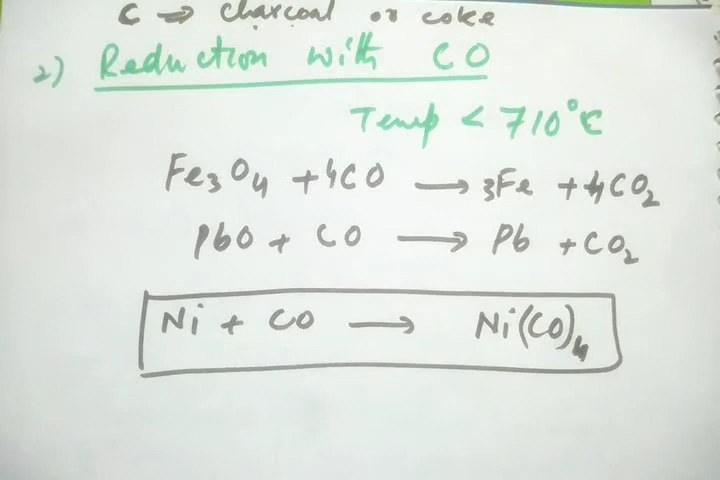 C ⇒ charcoal or coke
2) Reduction with CO
Temp < 710°C
Fe₃O₄ + 4CO → 3Fe + 4CO₂
PbO + CO → Pb + CO₂
Ni + CO → Ni(CO)₄